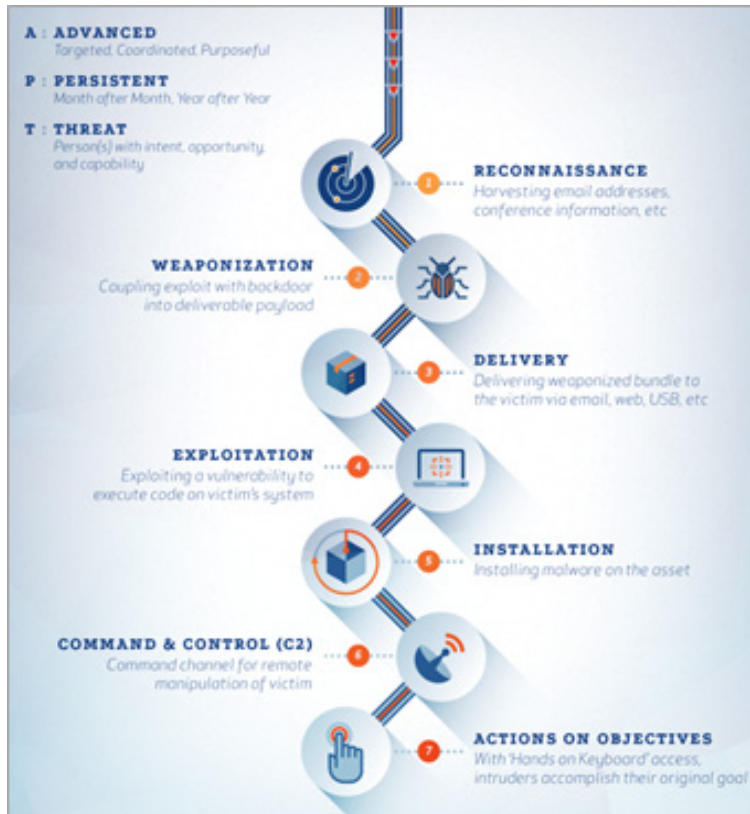 A : ADVANCED
Targeted, Coordinated, Purposeful
P : PERSISTENT
Month after Month, Year after Year
T : THREAT
Person(s) with intent, opportunity,
and capability
1
RECONNAISSANCE
Harvesting email addresses,
conference information, etc
WEAPONIZATION
2
Coupling exploit with backdoor
into deliverable payload
3
DELIVERY
Delivering weaponized bundle to
the victim via email, web, USB, etc
EXPLOITATION
4
Exploiting a vulnerability to
execute code on victim's system
5
INSTALLATION
Installing malware on the asset
COMMAND & CONTROL (C2)
6
Command channel for remote
manipulation of victim
7
ACTIONS ON OBJECTIVES
With 'Hands on Keyboard' access,
intruders accomplish their original goal